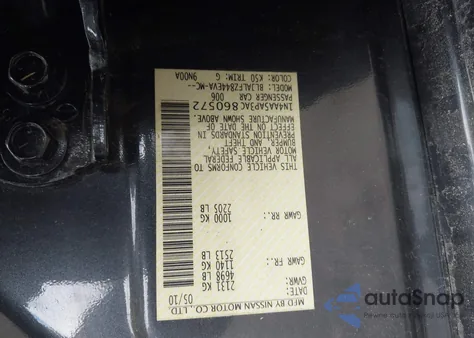 MFD BY NISSAN MOTOR CO., LTD.
DATE: 05/10
GVWR: 2131 KG
4698 LB
GAWR FR.: 1140 KG
2513 LB
GAWR RR.: 1000 KG
2205 LB
THIS VEHICLE CONFORMS TO
ALL APPLICABLE FEDERAL
MOTOR VEHICLE SAFETY,
BUMPER, AND THEFT
PREVENTION STANDARDS IN
EFFECT ON THE DATE OF
MANUFACTURE SHOWN ABOVE.
1N4AA5AP3AC860572
PASSENGER CAR 006
MODEL: BLJALFZ844EVA-MC--
COLOR: K50 TRIM: G 9N00A
autoSnap